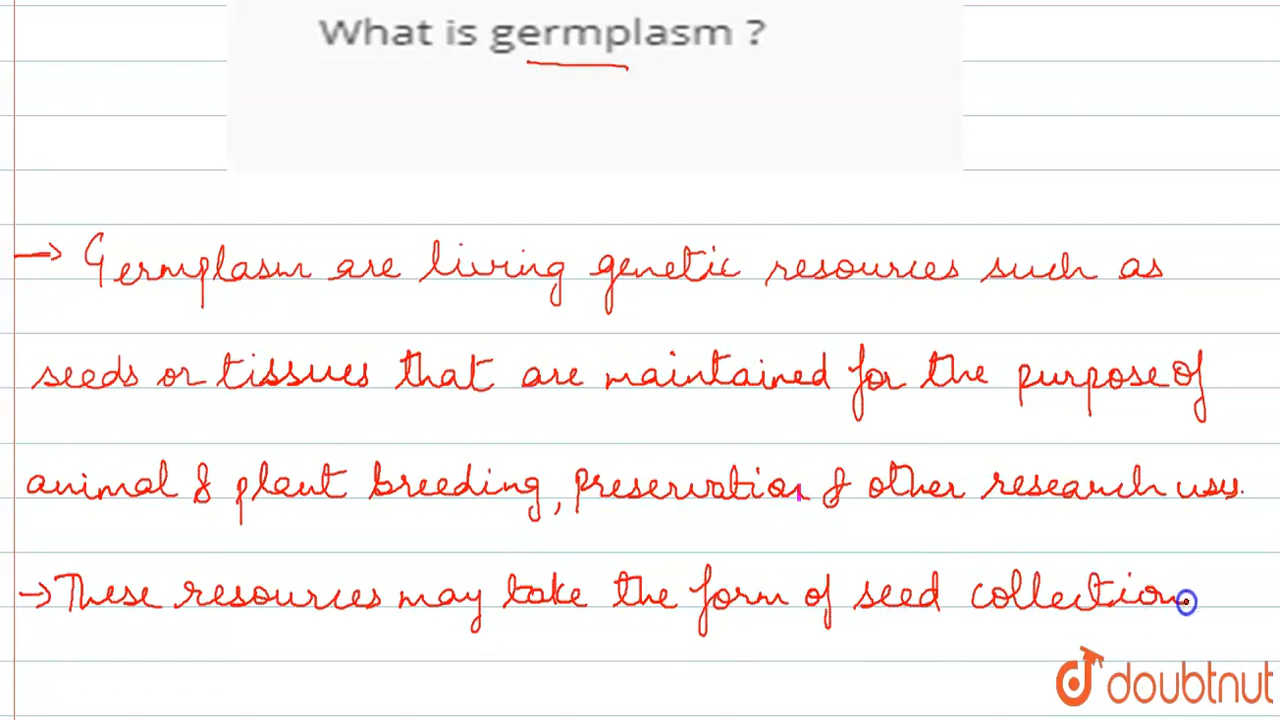 What is germplasm ?
→ Germplasm are living genetic resources such as
seeds or tissues that are maintained for the purpose of
animal & plant breeding, preservation & other research uses.
→ These resources may take the form of seed collection
doubtnut